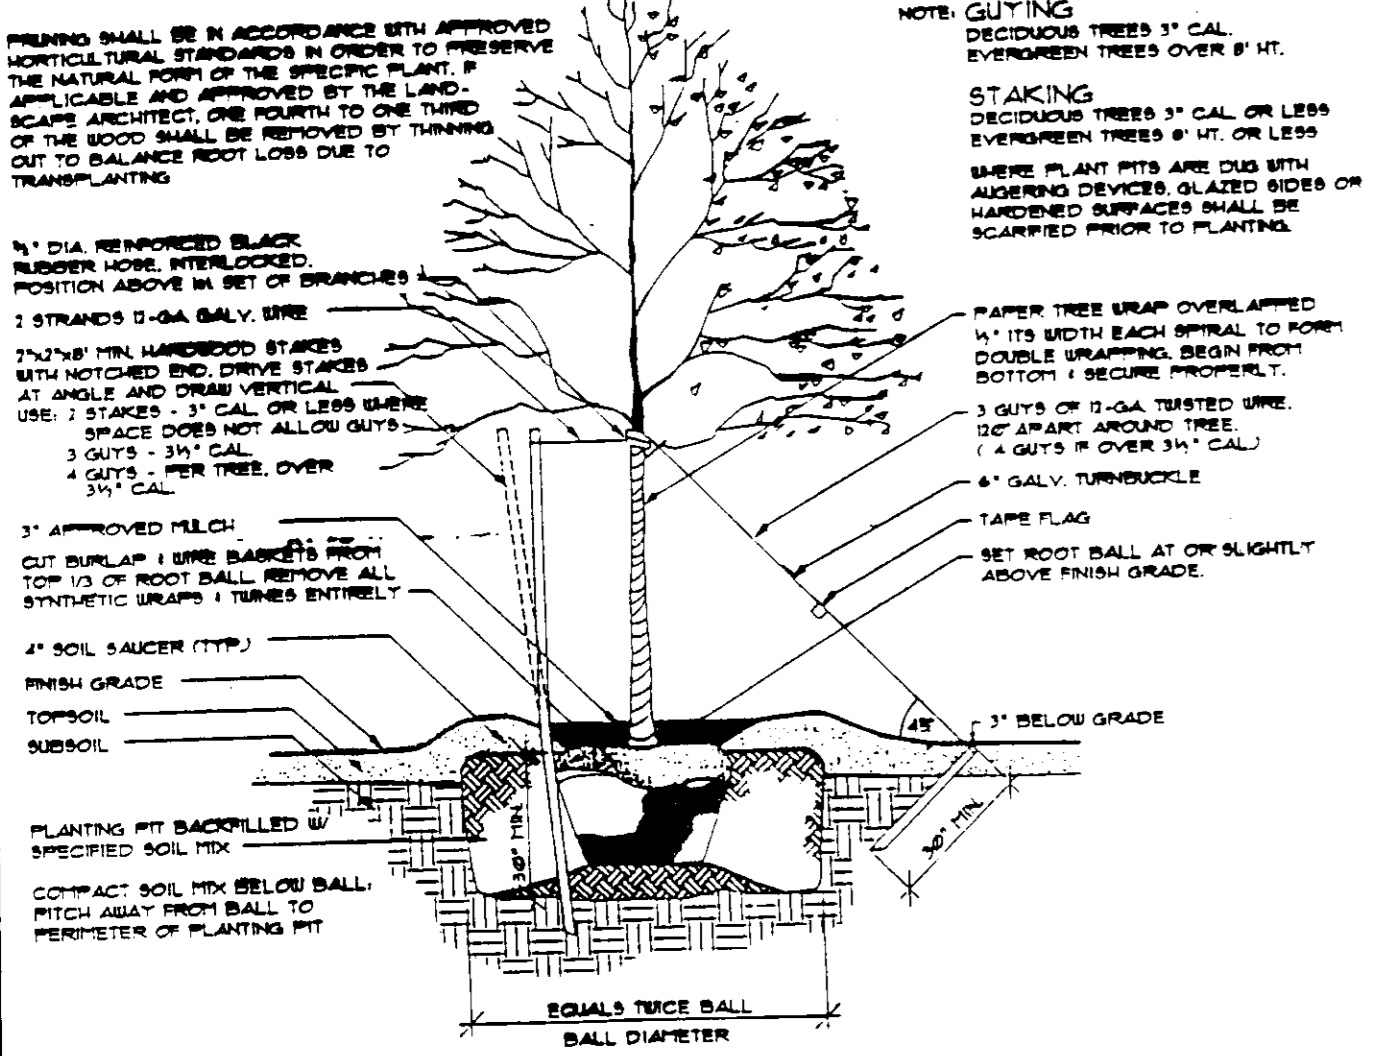 PRUNING SHALL BE IN ACCORDANCE WITH APPROVED
HORTICULTURAL STANDARDS IN ORDER TO PRESERVE
THE NATURAL FORM OF THE SPECIFIC PLANT. IF
APPLICABLE AND APPROVED BY THE LAND-
SCAPE ARCHITECT, ONE FOURTH TO ONE THIRD
OF THE WOOD SHALL BE REMOVED BY THINNING
OUT TO BALANCE ROOT LOSS DUE TO
TRANSPLANTING
DIA. REINFORCED BLACK
RUBBER HOSE, INTERLOCKED.
POSITION ABOVE 1st SET OF BRANCHES
2 STRANDS 12-GA. GALV. WIRE
2"x2"x8' MIN. HARDWOOD STAKES
WITH NOTCHED END. DRIVE STAKES
AT ANGLE AND DRAW VERTICAL
USE: 2 STAKES - 3" CAL. OR LESS WHERE
SPACE DOES NOT ALLOW GUYS
3 GUYS - 3½" CAL.
4 GUYS - PER TREE, OVER
3½" CAL.
3" APPROVED MULCH
CUT BURLAP & WIRE BASKETS FROM
TOP 1/3 OF ROOT BALL. REMOVE ALL
SYNTHETIC WRAPS & TWINES ENTIRELY
4" SOIL SAUCER (TYP.)
FINISH GRADE
TOPSOIL
SUBSOIL
PLANTING PIT BACKFILLED W/
SPECIFIED SOIL MIX
COMPACT SOIL MIX BELOW BALL;
PITCH AWAY FROM BALL TO
PERIMETER OF PLANTING PIT
NOTE: GUYING
DECIDUOUS TREES 3" CAL.
EVERGREEN TREES OVER 8' HT.
STAKING
DECIDUOUS TREES 3" CAL. OR LESS
EVERGREEN TREES 8' HT. OR LESS
WHERE PLANT PITS ARE DUG WITH
AUGERING DEVICES, GLAZED SIDES OR
HARDENED SURFACES SHALL BE
SCARIFIED PRIOR TO PLANTING.
PAPER TREE WRAP OVERLAPPED
½" ITS WIDTH EACH SPIRAL TO FORM
DOUBLE WRAPPING. BEGIN FROM
BOTTOM & SECURE PROPERLY.
3 GUYS OF 12-GA. TWISTED WIRE.
120° APART AROUND TREE.
( 4 GUYS IF OVER 3½" CAL.)
6" GALV. TURNBUCKLE
TAPE FLAG
SET ROOT BALL AT OR SLIGHTLY
ABOVE FINISH GRADE.
45°
3" BELOW GRADE
30" MIN.
30" MIN.
EQUALS TWICE BALL
BALL DIAMETER